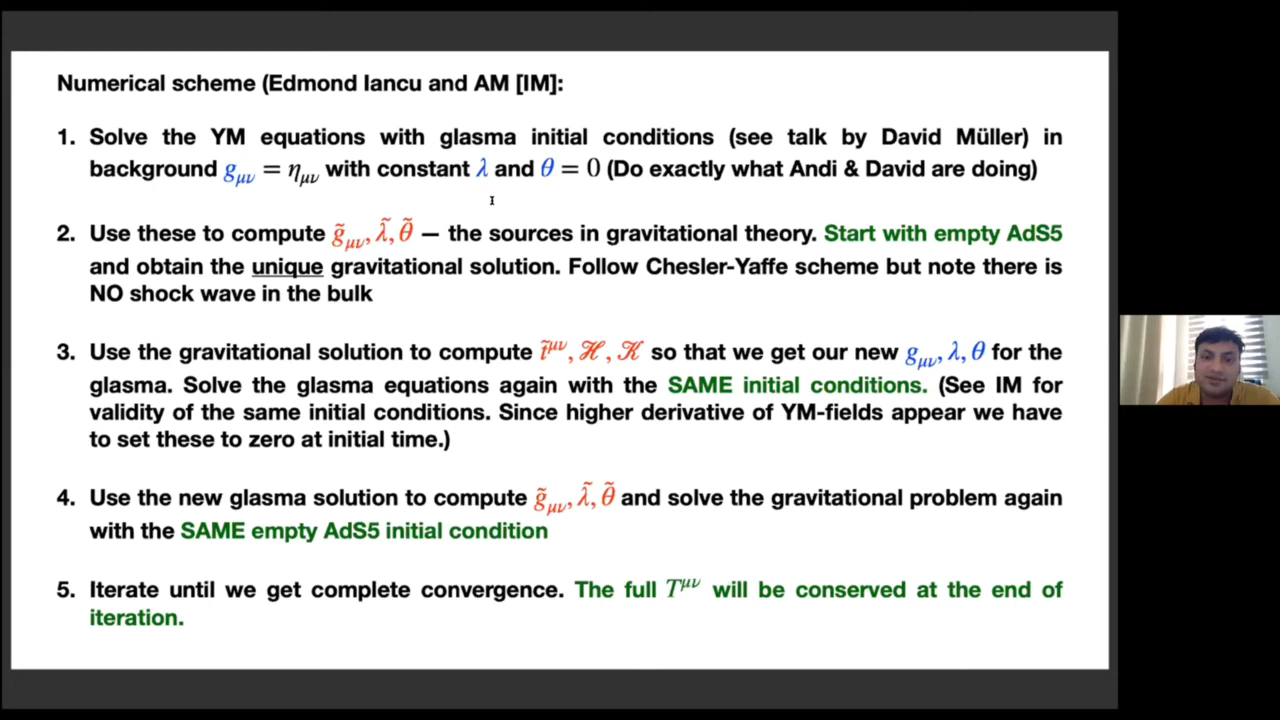 Numerical scheme (Edmond Iancu and AM [IM]:
1. Solve the YM equations with glasma initial conditions (see talk by David Müller) in
background g_{μν} = η_{μν} with constant λ and θ = 0 (Do exactly what Andi & David are doing)
2. Use these to compute g̃_{μν}, λ̃, θ̃ — the sources in gravitational theory. Start with empty AdS5
and obtain the unique gravitational solution. Follow Chesler-Yaffe scheme but note there is
NO shock wave in the bulk
3. Use the gravitational solution to compute t̃^{μν}, ℋ, 𝒦 so that we get our new g_{μν}, λ, θ for the
glasma. Solve the glasma equations again with the SAME initial conditions. (See IM for
validity of the same initial conditions. Since higher derivative of YM-fields appear we have
to set these to zero at initial time.)
4. Use the new glasma solution to compute g̃_{μν}, λ̃, θ̃ and solve the gravitational problem again
with the SAME empty AdS5 initial condition
5. Iterate until we get complete convergence. The full T^{μν} will be conserved at the end of
iteration.